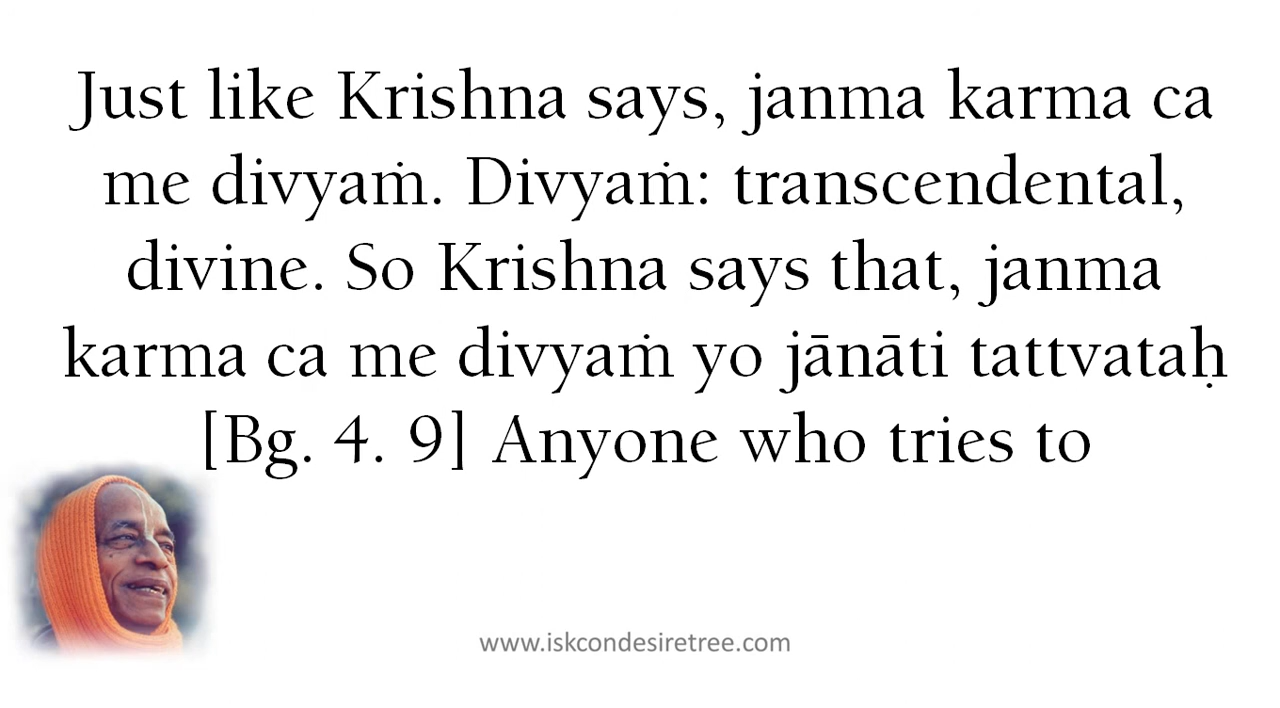 Just like Krishna says, janma karma ca
me divyaṁ. Divyaṁ: transcendental,
divine. So Krishna says that, janma
karma ca me divyaṁ yo jānāti tattvataḥ
[Bg. 4. 9] Anyone who tries to
www.iskcondesiretree.com